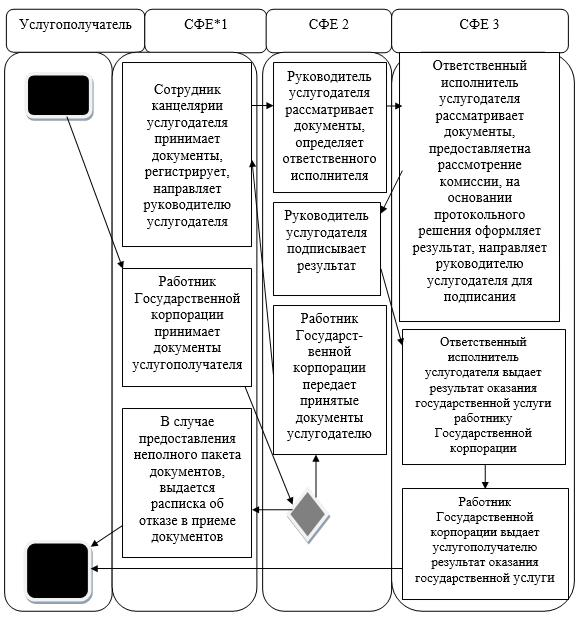 Услугополучатель
СФЕ*1
СФЕ 2
СФЕ 3
Сотрудник
канцелярии
услугодателя
принимает
документы,
регистрирует,
направляет
руководителю
услугодателя
Работник
Государственной
корпорации
принимает
документы
услугополучателя
В случае
предоставления
неполного пакета
документов,
выдается
расписка об
отказе в приеме
документов
Руководитель
услугодателя
рассматривает
документы,
определяет
ответственного
исполнителя
Руководитель
услугодателя
подписывает
результат
Работник
Государст-
венной
корпорации
передает
принятые
документы
услугодателю
Ответственный
исполнитель
услугодателя
рассматривает
документы,
предоставляетна
рассмотрение
комиссии, на
основании
протокольного
решения оформляет
результат, направляет
руководителю
услугодателя для
подписания
Ответственный
исполнитель
услугодателя выдает
результат оказания
государственной услуги
работнику
Государственной
корпорации
Работник
Государственной
корпорации выдает
услугополучателю
результат оказания
государственной услуги